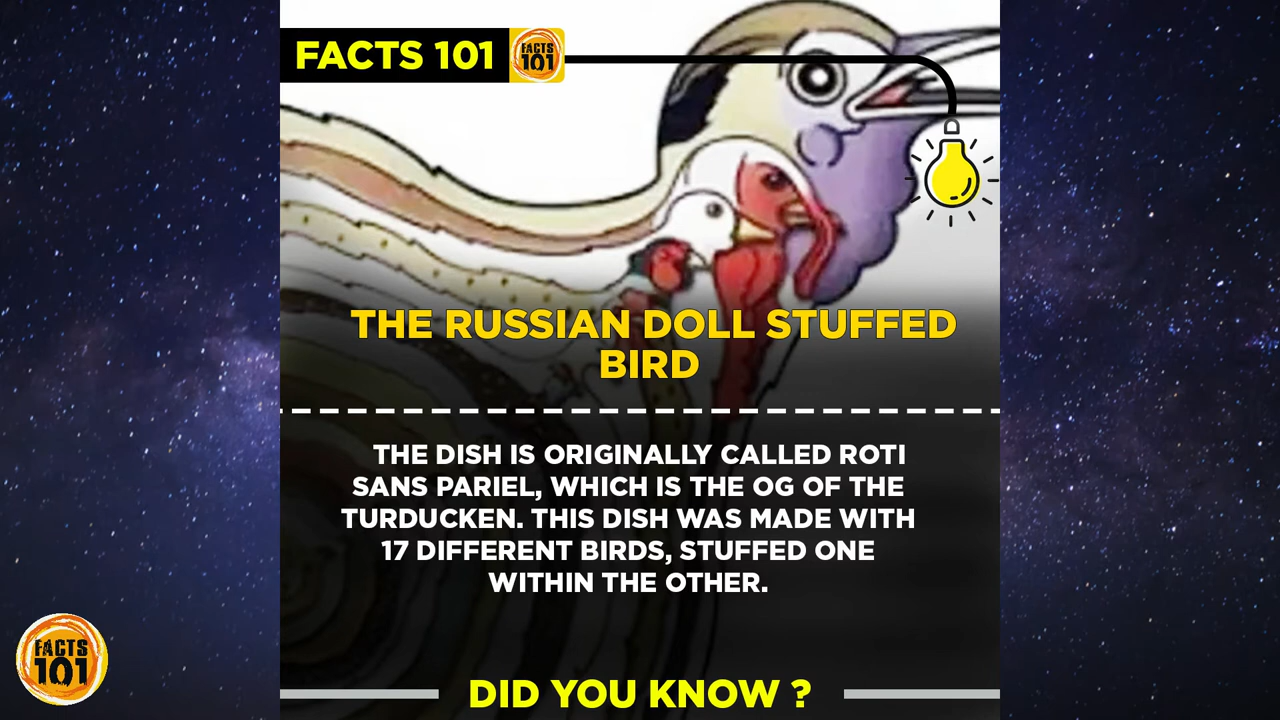 FACTS 101
FACTS
101
THE RUSSIAN DOLL STUFFED
BIRD
THE DISH IS ORIGINALLY CALLED ROTI
SANS PARIEL, WHICH IS THE OG OF THE
TURDUCKEN. THIS DISH WAS MADE WITH
17 DIFFERENT BIRDS, STUFFED ONE
WITHIN THE OTHER.
FACTS
101
DID YOU KNOW ?